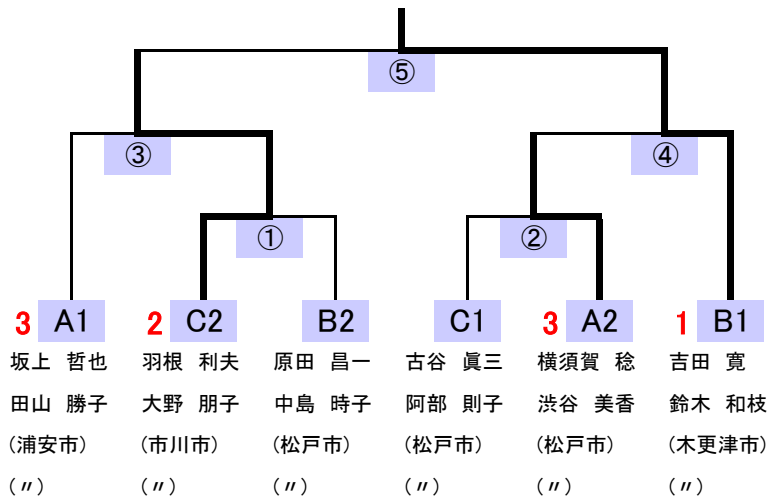 ⑤
③ ④
① ②
3 A1 2 C2 B2 C1 3 A2 1 B1
坂上 哲也 羽根 利夫 原田 昌一 古谷 眞三 横須賀 稔 吉田 寛
田山 勝子 大野 朋子 中島 時子 阿部 則子 渋谷 美香 鈴木 和枝
(浦安市) (市川市) (松戸市) (松戸市) (松戸市) (木更津市)
(〃) (〃) (〃) (〃) (〃) (〃)